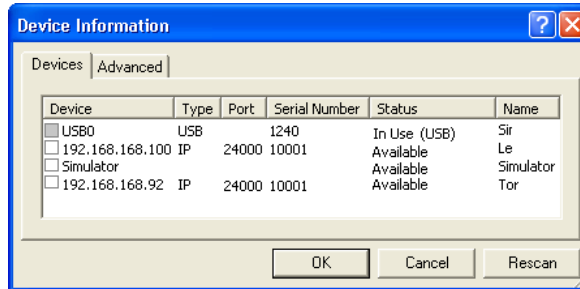 Device Information
Devices Advanced
Device Type Port Serial Number Status Name
USB0 USB 1240 In Use (USB) Sir
192.168.168.100 IP 24000 10001 Available Le
Simulator Available Simulator
192.168.168.92 IP 24000 10001 Available Tor
OK Cancel Rescan